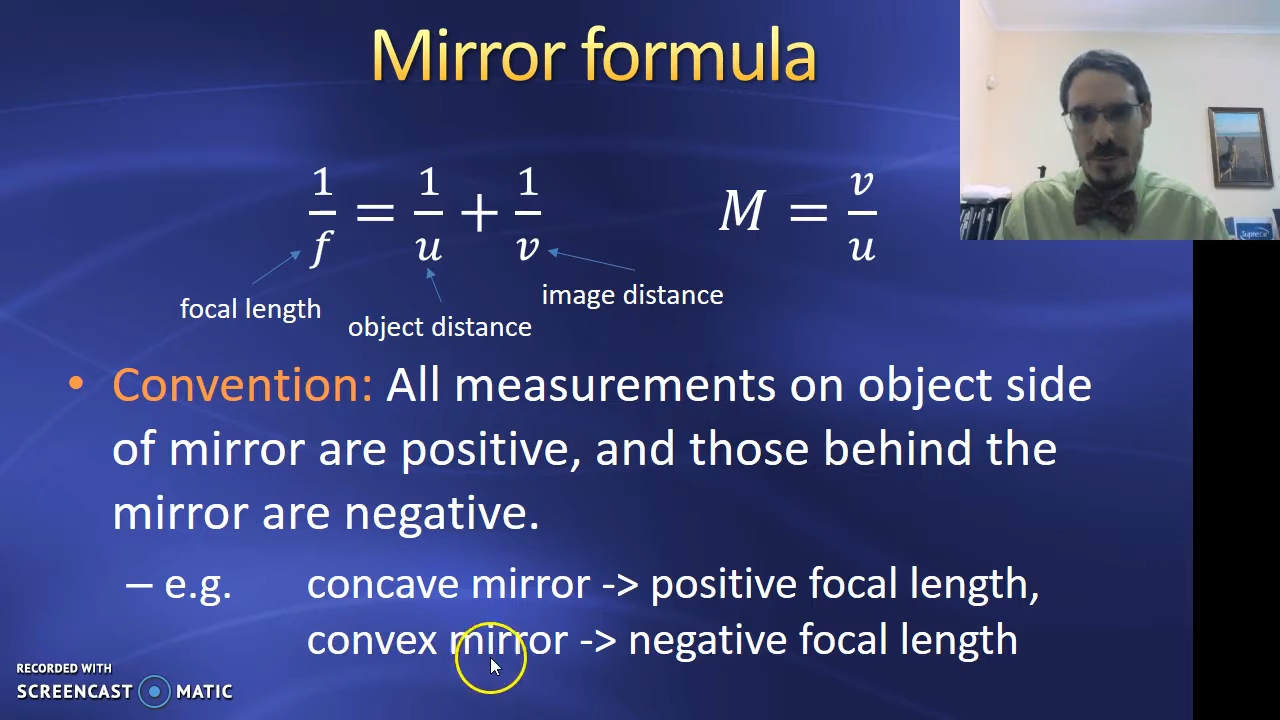 Mirror formula
1/f = 1/u + 1/v
M = v/u
focal length
object distance
image distance
• Convention: All measurements on object side
of mirror are positive, and those behind the
mirror are negative.
– e.g. concave mirror -> positive focal length,
convex mirror -> negative focal length
RECORDED WITH
SCREENCAST MATIC
Supreme